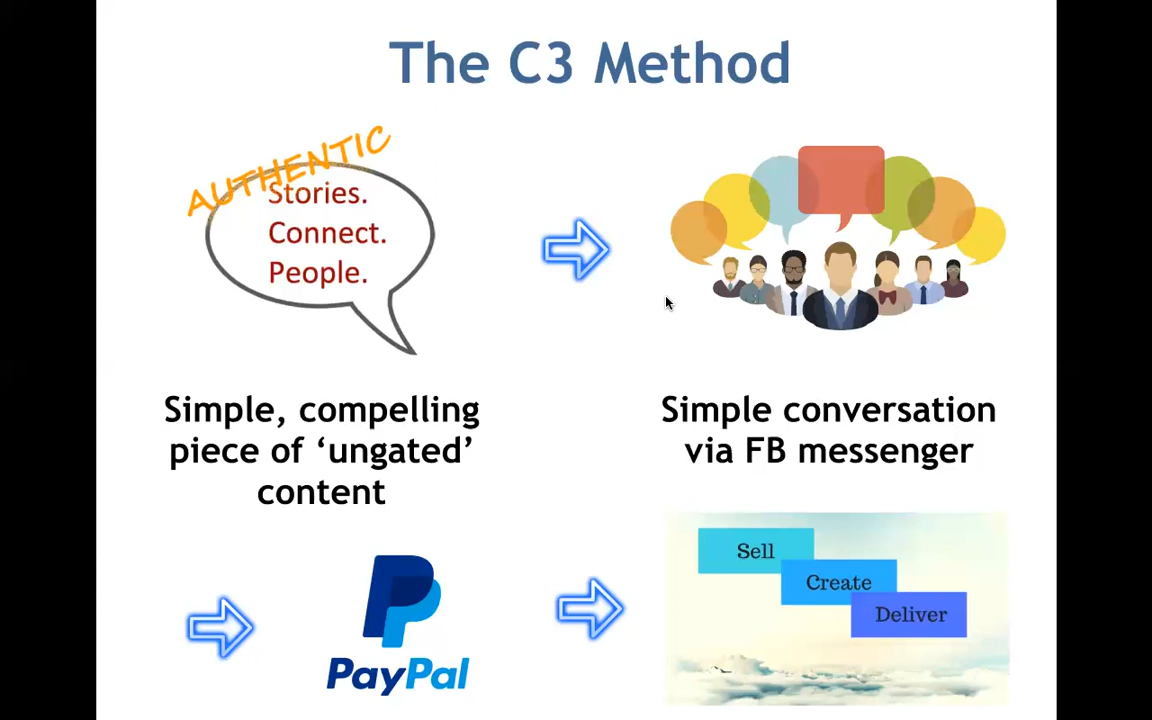 The C3 Method
AUTHENTIC
Stories.
Connect.
People.
Simple, compelling
piece of ‘ungated’
content
Simple conversation
via FB messenger
PayPal
Sell
Create
Deliver